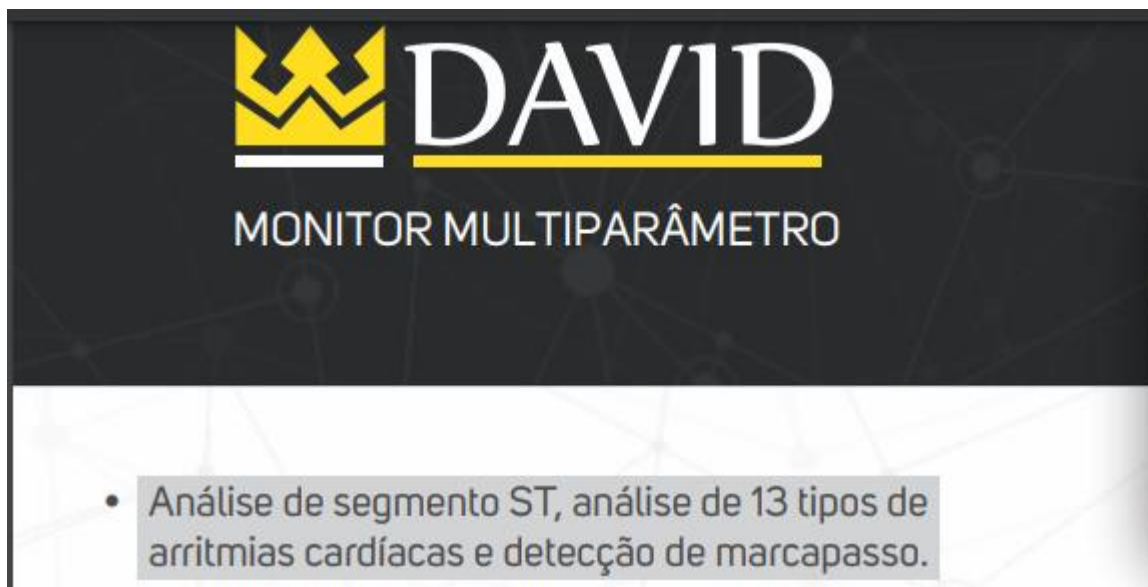 DAVID
MONITOR MULTIPARÂMETRO
• Análise de segmento ST, análise de 13 tipos de
arritmias cardíacas e detecção de marcapasso.